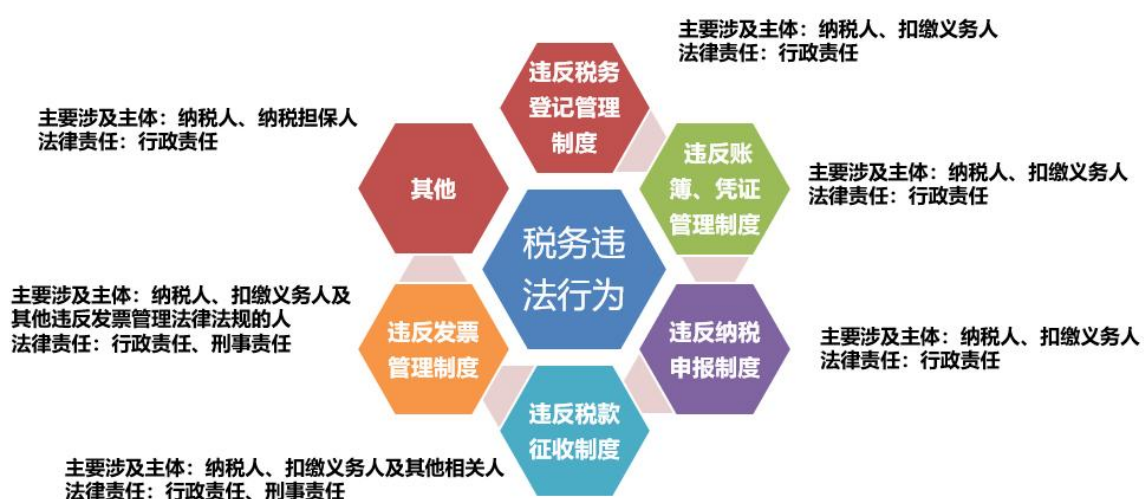 主要涉及主体：纳税人、扣缴义务人
法律责任：行政责任
违反税务
登记管理
制度
主要涉及主体：纳税人、纳税担保人
法律责任：行政责任
其他
违反账
簿、凭证
管理制度
主要涉及主体：纳税人、扣缴义务人
法律责任：行政责任
税务违
法行为
主要涉及主体：纳税人、扣缴义务人及
其他违反发票管理法律法规的人
法律责任：行政责任、刑事责任
违反发票
管理制度
违反纳税
申报制度
主要涉及主体：纳税人、扣缴义务人
法律责任：行政责任
违反税款
征收制度
主要涉及主体：纳税人、扣缴义务人及其他相关人
法律责任：行政责任、刑事责任